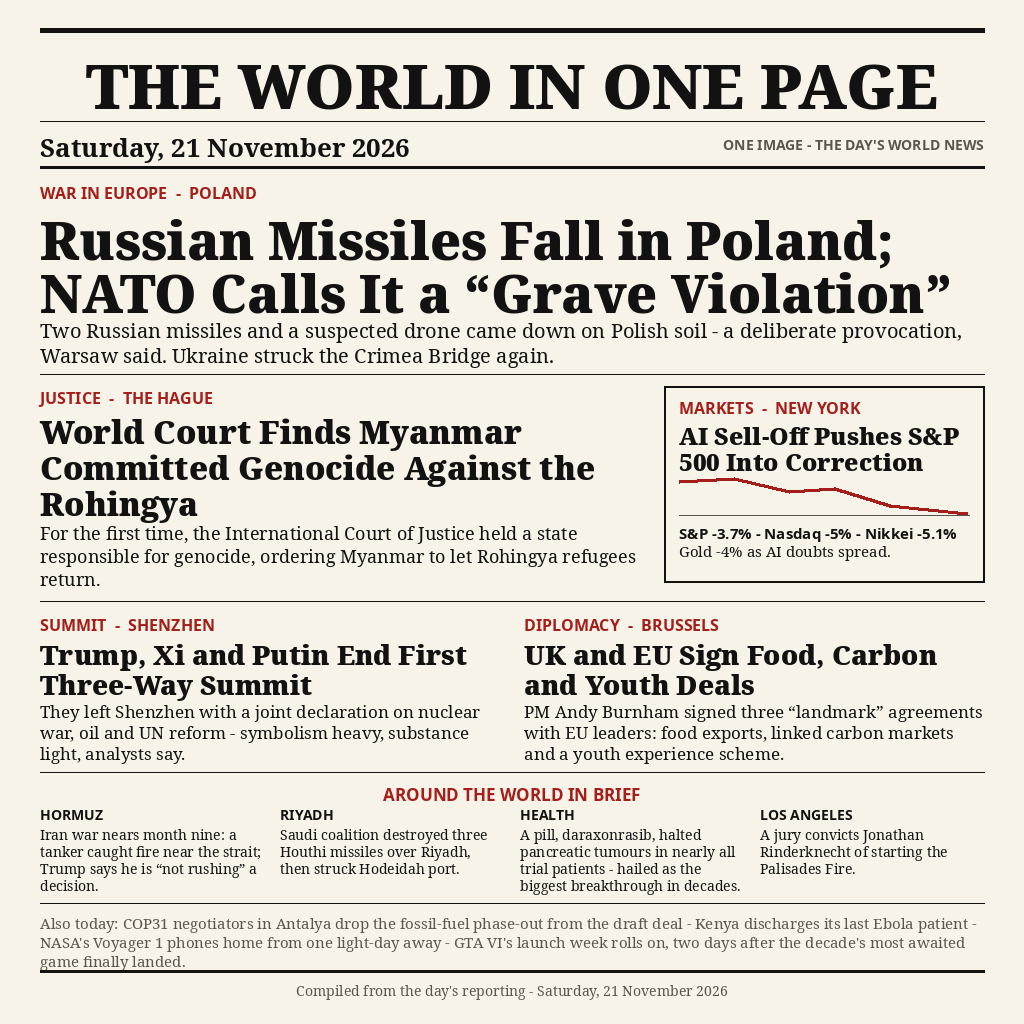 THE WORLD IN ONE PAGE
Saturday, 21 November 2026
ONE IMAGE - THE DAY'S WORLD NEWS
WAR IN EUROPE - POLAND
Russian Missiles Fall in Poland;
NATO Calls It a “Grave Violation”
Two Russian missiles and a suspected drone came down on Polish soil - a deliberate provocation,
Warsaw said. Ukraine struck the Crimea Bridge again.
JUSTICE - THE HAGUE
World Court Finds Myanmar
Committed Genocide Against the
Rohingya
For the first time, the International Court of Justice held a state
responsible for genocide, ordering Myanmar to let Rohingya refugees
return.
MARKETS - NEW YORK
AI Sell-Off Pushes S&P
500 Into Correction
S&P -3.7% - Nasdaq -5% - Nikkei -5.1%
Gold -4% as AI doubts spread.
SUMMIT - SHENZHEN
Trump, Xi and Putin End First
Three-Way Summit
They left Shenzhen with a joint declaration on nuclear
war, oil and UN reform - symbolism heavy, substance
light, analysts say.
DIPLOMACY - BRUSSELS
UK and EU Sign Food, Carbon
and Youth Deals
PM Andy Burnham signed three “landmark” agreements
with EU leaders: food exports, linked carbon markets
and a youth experience scheme.
AROUND THE WORLD IN BRIEF
HORMUZ
Iran war nears month nine: a
tanker caught fire near the strait;
Trump says he is “not rushing” a
decision.
RIYADH
Saudi coalition destroyed three
Houthi missiles over Riyadh,
then struck Hodeidah port.
HEALTH
A pill, daraxonrasib, halted
pancreatic tumours in nearly all
trial patients - hailed as the
biggest breakthrough in decades.
LOS ANGELES
A jury convicts Jonathan
Rinderknecht of starting the
Palisades Fire.
Also today: COP31 negotiators in Antalya drop the fossil-fuel phase-out from the draft deal - Kenya discharges its last Ebola patient -
NASA's Voyager 1 phones home from one light-day away - GTA VI's launch week rolls on, two days after the decade's most awaited
game finally landed.
Compiled from the day's reporting - Saturday, 21 November 2026